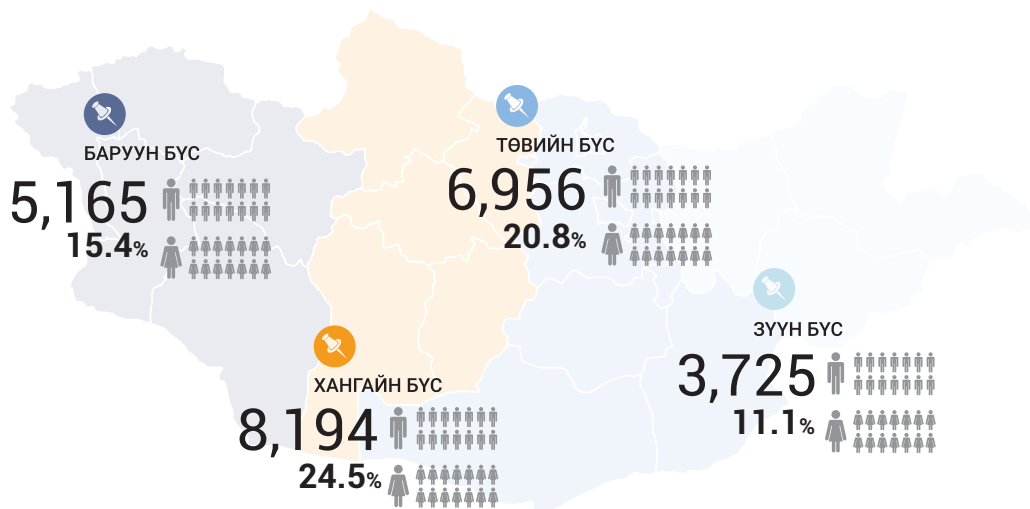 БАРУУН БҮС
5,165
15.4%
ТӨВИЙН БҮС
6,956
20.8%
ЗҮҮН БҮС
3,725
11.1%
ХАНГАЙН БҮС
8,194
24.5%